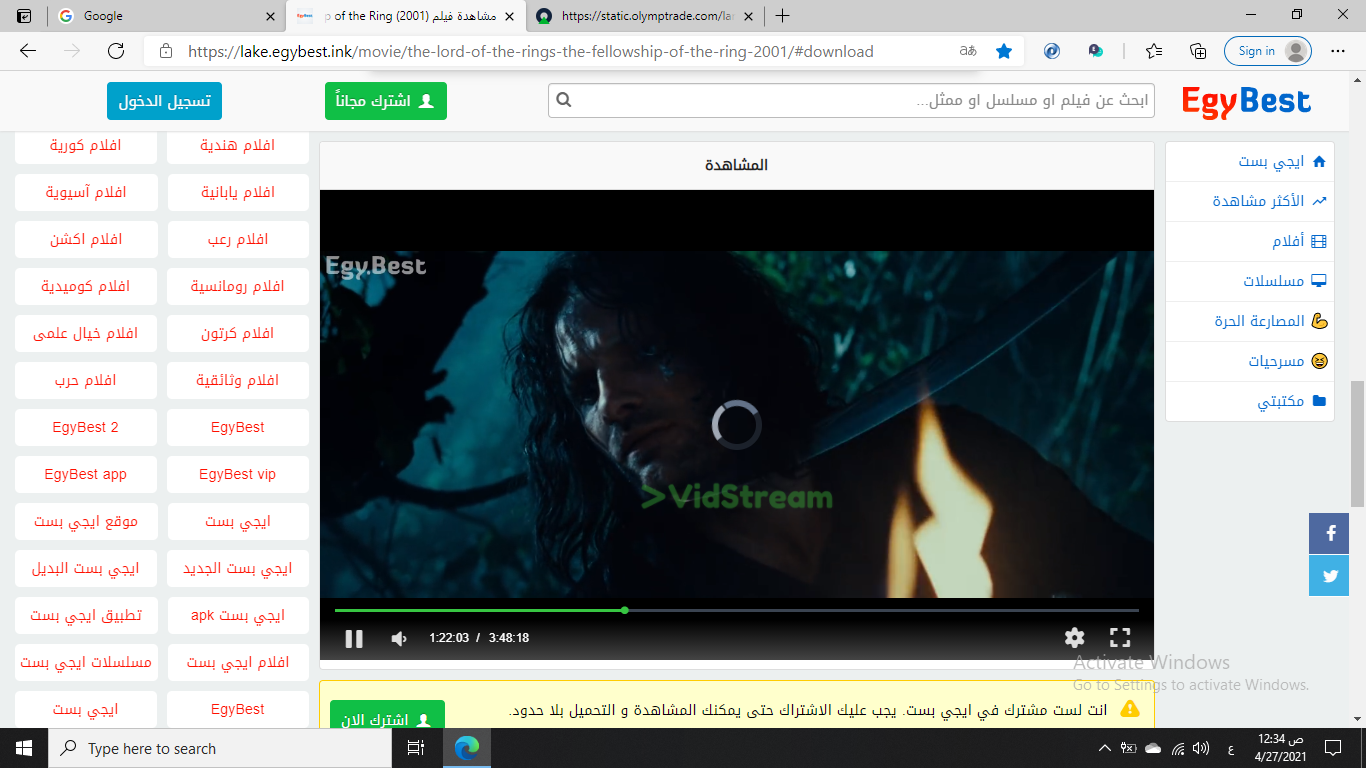 Google
مشاهدة فيلم p of the Ring (2001)
https://static.olymptrade.com/lar
https://lake.egybest.ink/movie/the-lord-of-the-rings-the-fellowship-of-the-ring-2001/#download
Sign in
EgyBest
ابحث عن فيلم او مسلسل او ممثل...
اشترك مجاناً
تسجيل الدخول
ايجي بست
الأكثر مشاهدة
أفلام
مسلسلات
المصارعة الحرة
مسرحيات
مكتبتي
المشاهدة
Egy.Best
>VidStream
1:22:03 / 3:48:18
انت لست مشترك في ايجي بست. يجب عليك الاشتراك حتى يمكنك المشاهدة و التحميل بلا حدود.
اشترك الان
افلام هندية
افلام كورية
افلام يابانية
افلام آسيوية
افلام رعب
افلام اكشن
افلام رومانسية
افلام كوميدية
افلام كرتون
افلام خيال علمى
افلام وثائقية
افلام حرب
EgyBest
EgyBest 2
EgyBest vip
EgyBest app
ايجي بست
موقع ايجي بست
ايجي بست الجديد
ايجي بست البديل
ايجي بست apk
تطبيق ايجي بست
افلام ايجي بست
مسلسلات ايجي بست
EgyBest
ايجي بست
Activate Windows
Go to Settings to activate Windows.
Type here to search
ع
12:34 ص
4/27/2021